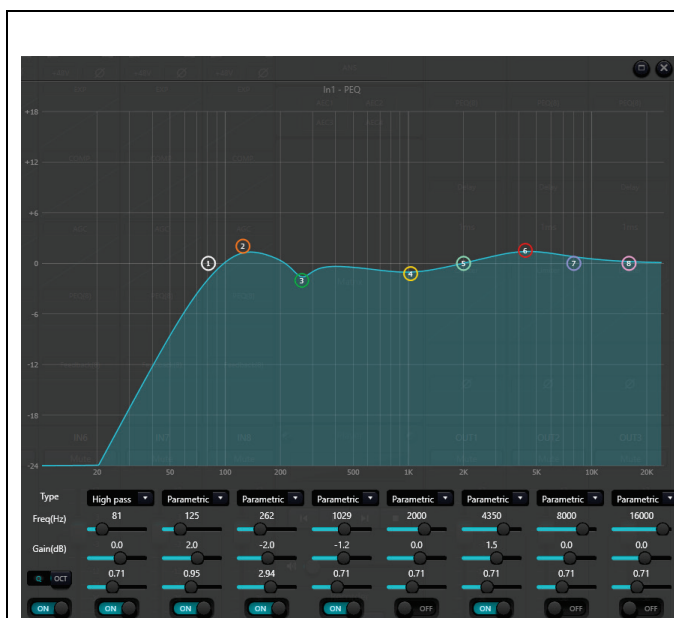 In1 - PEQ
+18
+12
+6
0
-6
-12
-18
-24
1 2 3 4 5 6 7 8
20 50 100 200 500 1K 2K 5K 10K 20K
Type High pass Parametric Parametric Parametric Parametric Parametric Parametric Parametric
Freq(Hz) 81 125 262 1029 2000 4350 8000 16000
Gain(dB) 0.0 2.0 -2.0 -1.2 0.0 1.5 0.0 0.0
Q OCT 0.71 0.95 2.94 0.71 0.71 0.71 0.71 0.71
ON ON ON ON OFF ON OFF OFF